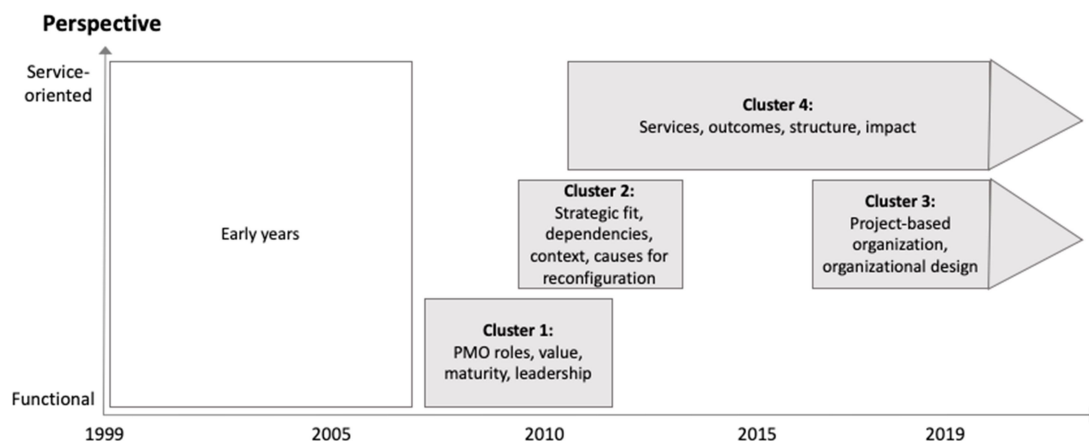 Perspective
Service-
oriented
Cluster 4:
Services, outcomes, structure, impact
Cluster 2:
Strategic fit,
dependencies,
context, causes for
reconfiguration
Cluster 3:
Project-based
organization,
organizational design
Early years
Cluster 1:
PMO roles, value,
maturity, leadership
Functional
1999
2005
2010
2015
2019